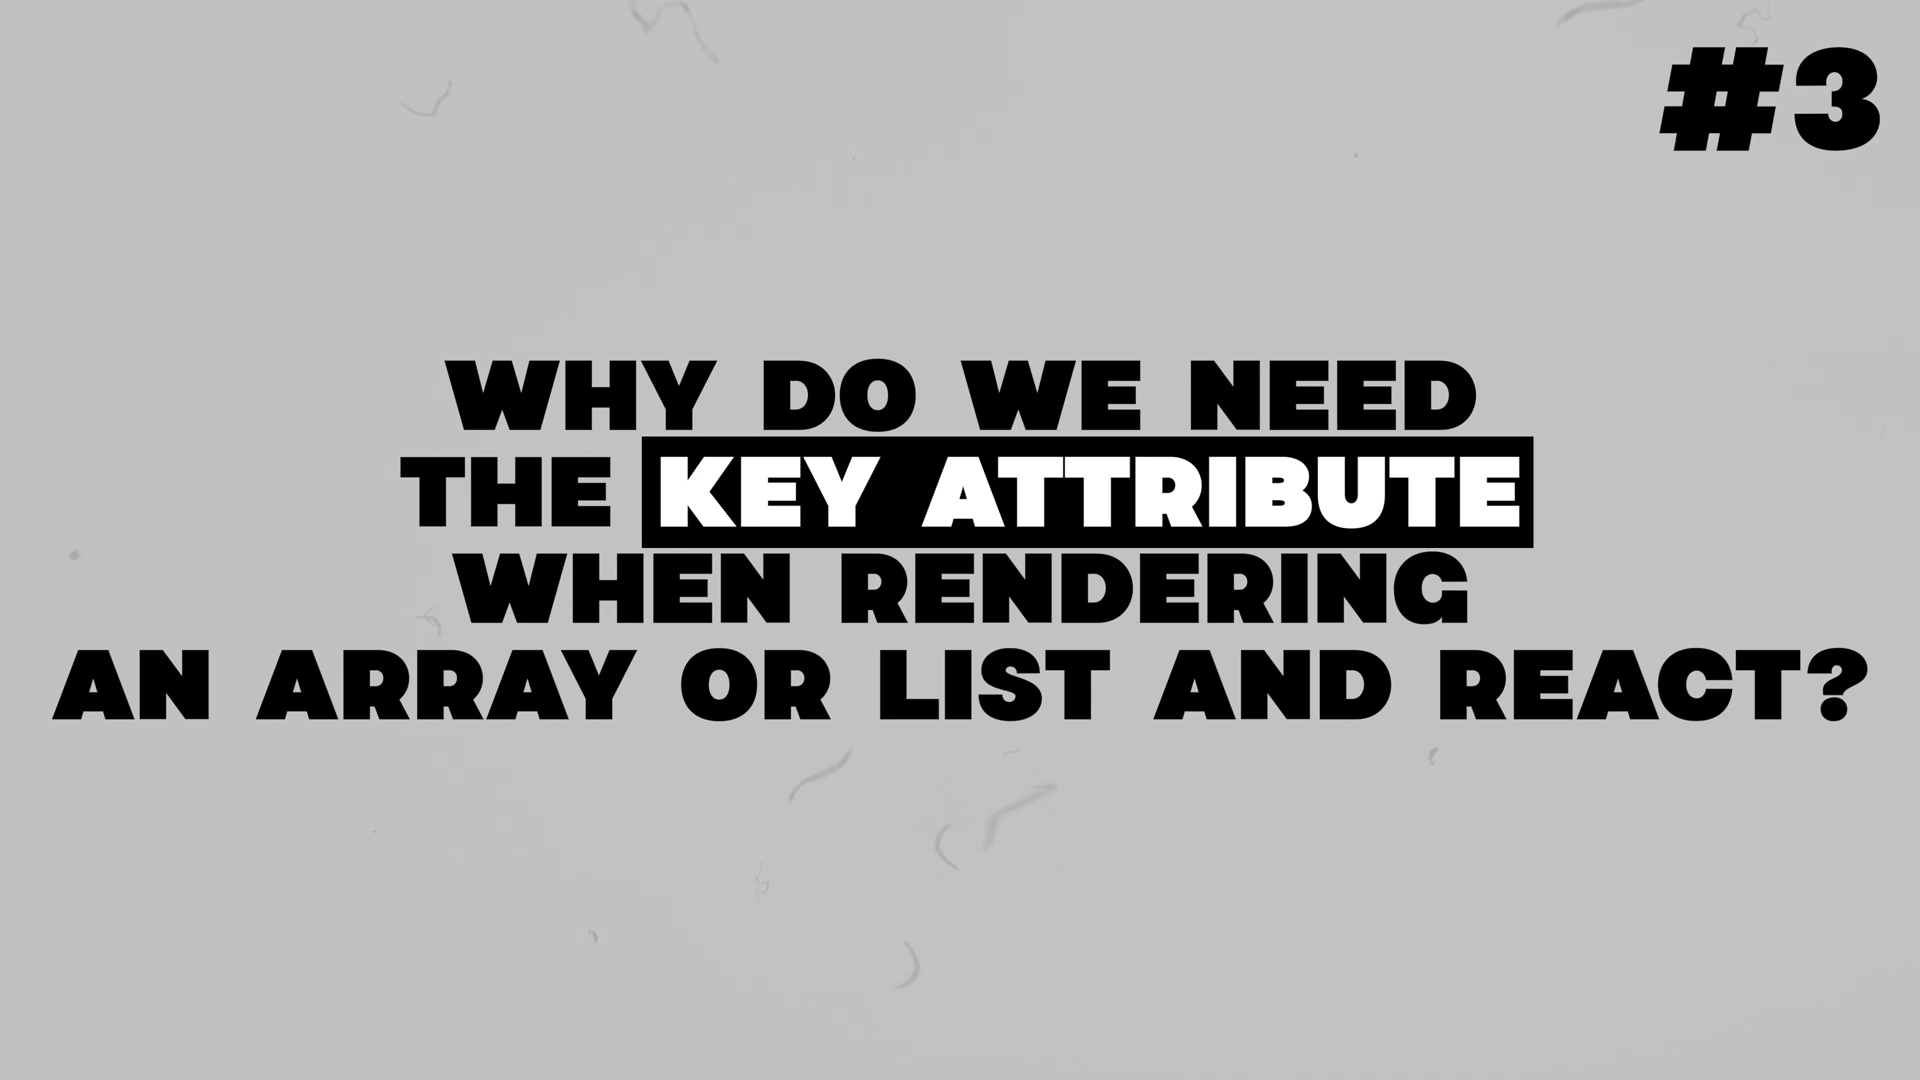 #3
WHY DO WE NEED
THE KEY ATTRIBUTE
WHEN RENDERING
AN ARRAY OR LIST AND REACT?